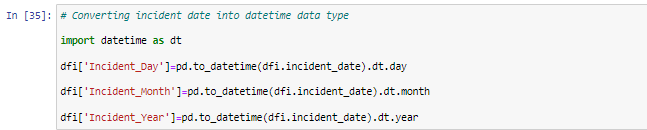 In [35]: # Converting incident date into datetime data type
import datetime as dt
dfi['Incident_Day']=pd.to_datetime(dfi.incident_date).dt.day
dfi['Incident_Month']=pd.to_datetime(dfi.incident_date).dt.month
dfi['Incident_Year']=pd.to_datetime(dfi.incident_date).dt.year